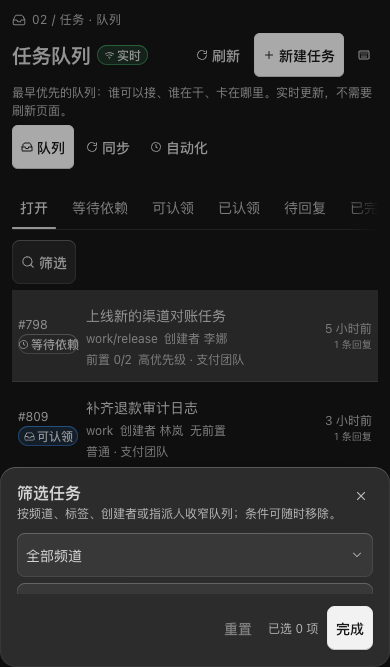 02 / 任务 · 队列
任务队列 实时 刷新 新建任务
最早优先的队列：谁可以接、谁在干、卡在哪里。实时更新，不需要
刷新页面。
队列 同步 自动化
打开 等待依赖 可认领 已认领 待回复 已完
筛选
上线新的渠道对账任务
#798 work/release 创建者 李娜 5 小时前
等待依赖 前置 0/2 高优先级 · 支付团队 1 条回复
补齐退款审计日志
#809 work 创建者 林岚 无前置 3 小时前
可认领 普通 · 支付团队 1 条回复
筛选任务
按频道、标签、创建者或指派人收窄队列；条件可随时移除。
全部频道
重置 已选 0 项 完成